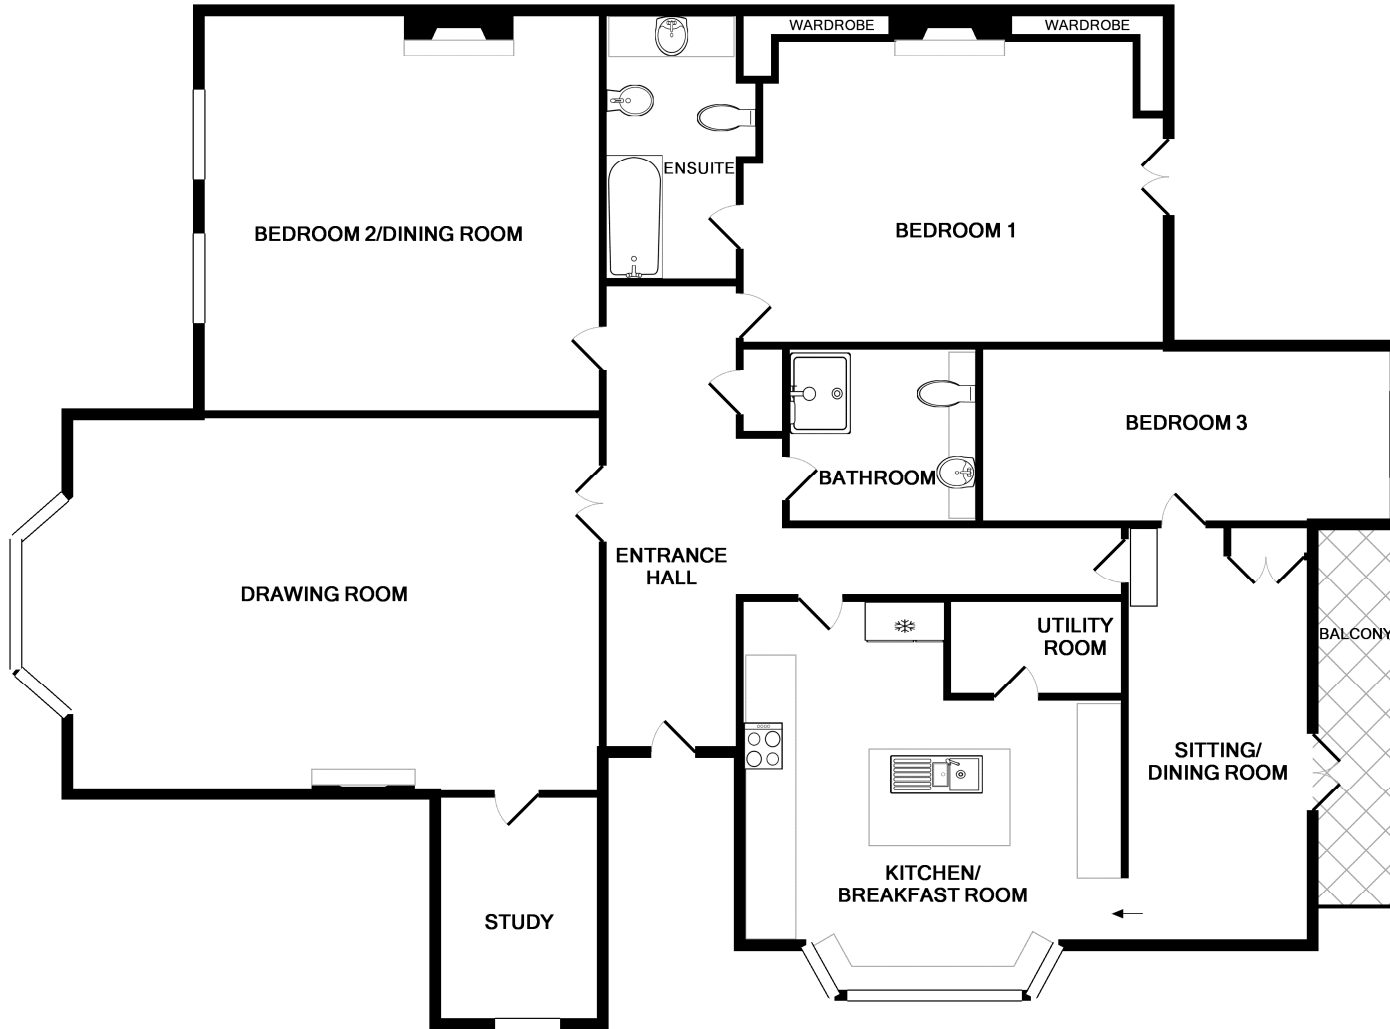 WARDROBE
WARDROBE
ENSUITE
BEDROOM 2/DINING ROOM
BEDROOM 1
BEDROOM 3
BATHROOM
ENTRANCE
HALL
DRAWING ROOM
UTILITY
ROOM
BALCONY
SITTING/
DINING ROOM
KITCHEN/
BREAKFAST ROOM
STUDY